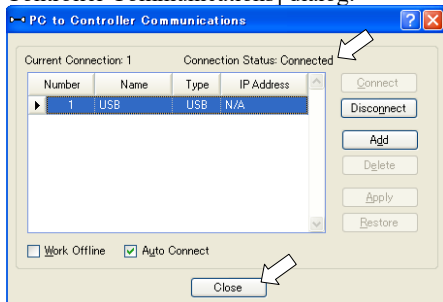 Controller Communications] dialog.
PC to Controller Communications
Current Connection: 1 Connection Status: Connected
Number Name Type IP Address
1 USB USB N/A
Connect
Disconnect
Add
Delete
Apply
Restore
Work Offline Auto Connect
Close